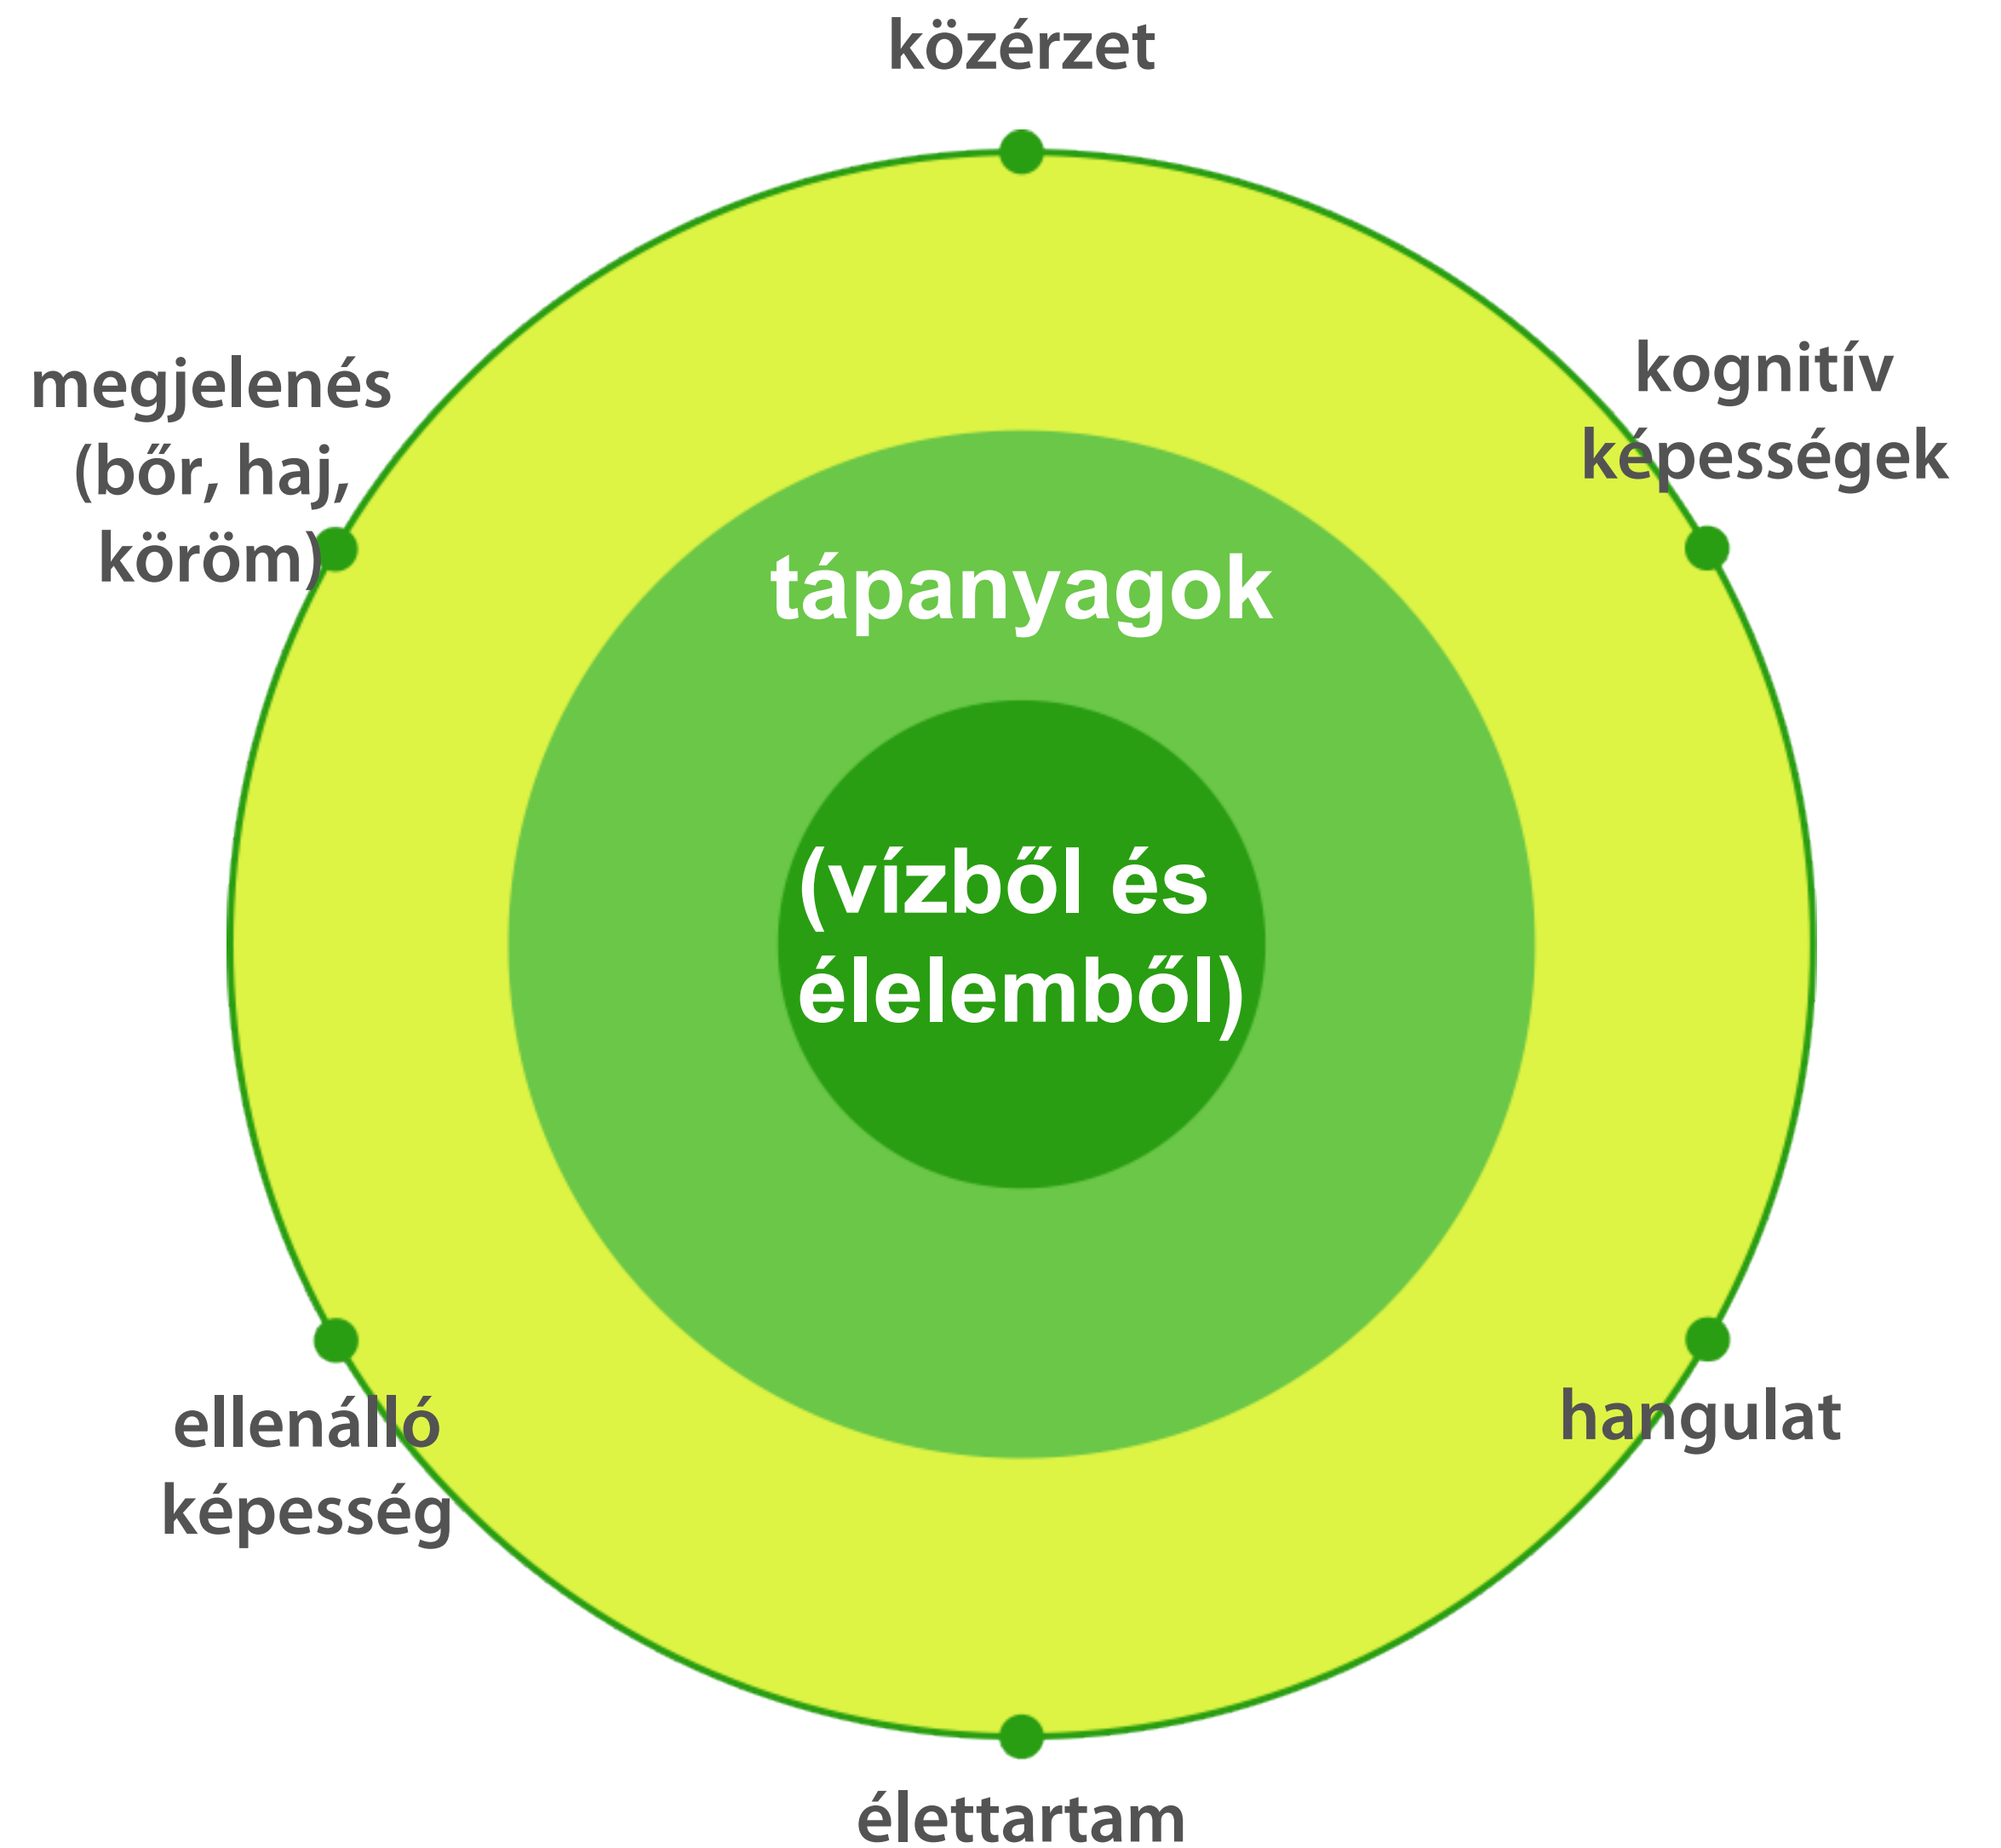 közérzet
megjelenés
(bőr, haj,
köröm)
kognitív
képességek
tápanyagok
(vízből és
élelemből)
ellenálló
képesség
hangulat
élettartam